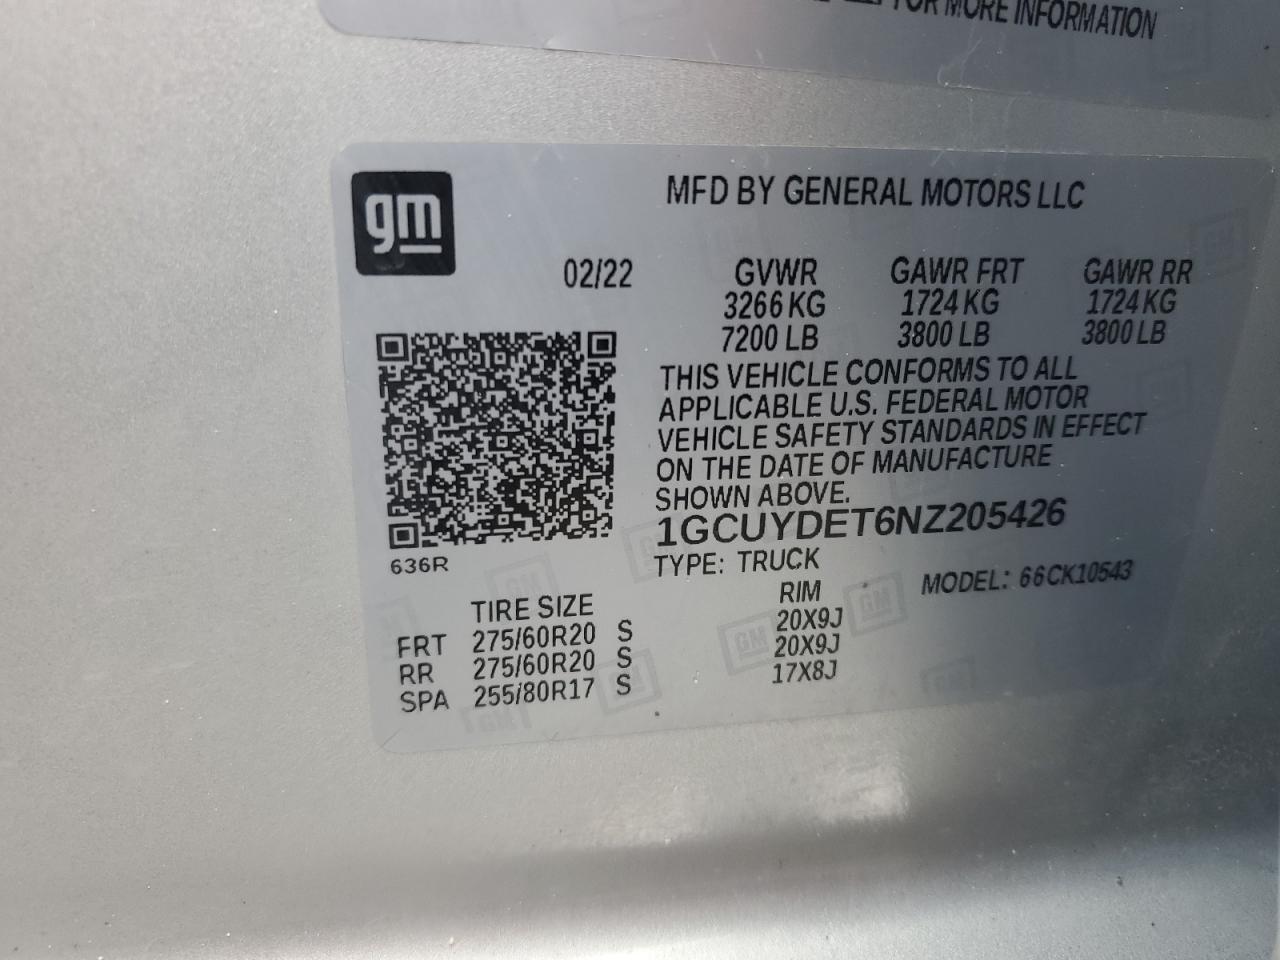 FOR MORE INFORMATION
gm
MFD BY GENERAL MOTORS LLC
02/22 GVWR GAWR FRT GAWR RR
3266 KG 1724 KG 1724 KG
7200 LB 3800 LB 3800 LB
THIS VEHICLE CONFORMS TO ALL
APPLICABLE U.S. FEDERAL MOTOR
VEHICLE SAFETY STANDARDS IN EFFECT
ON THE DATE OF MANUFACTURE
SHOWN ABOVE.
1GCUYDET6NZ205426
636R
TYPE: TRUCK MODEL: 66CK10543
TIRE SIZE RIM
FRT 275/60R20 S 20X9J
RR 275/60R20 S 20X9J
SPA 255/80R17 S 17X8J